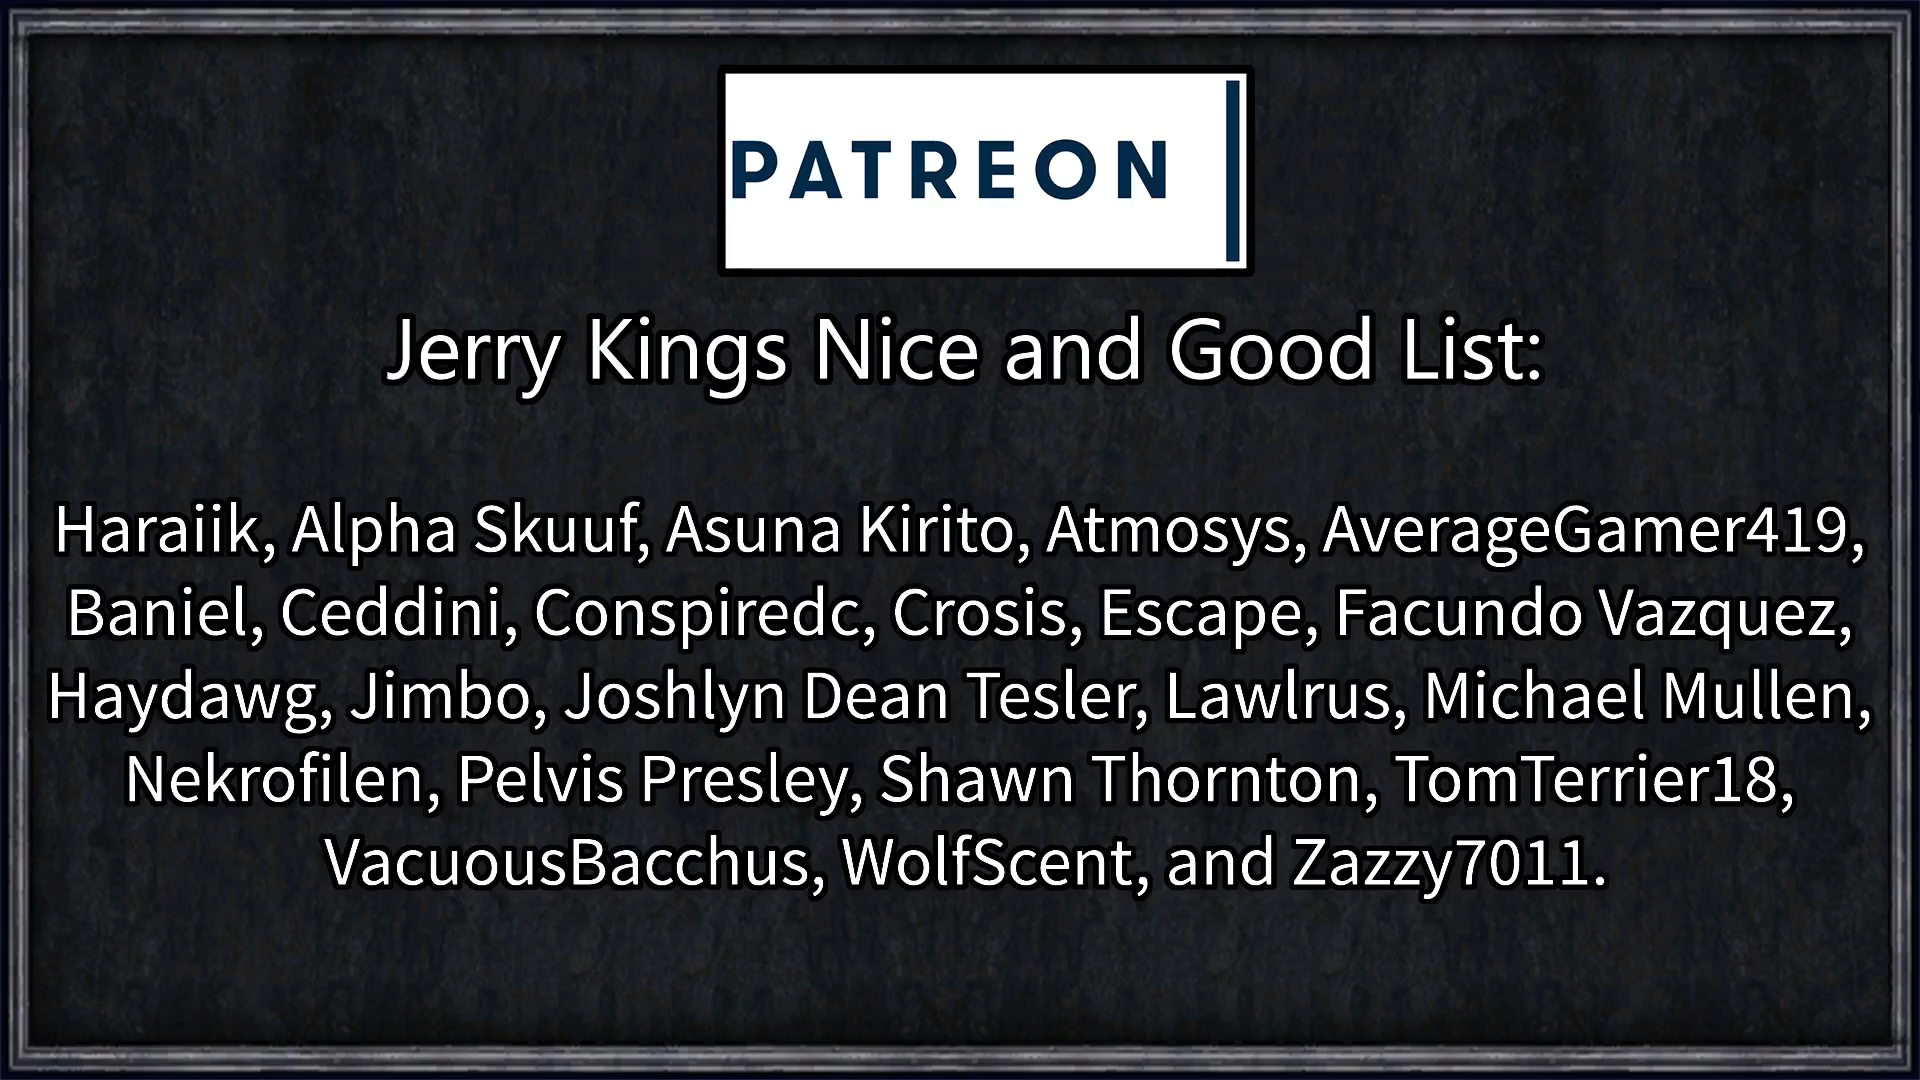 PATREON
Jerry Kings Nice and Good List:
Haraiik, Alpha Skuuf, Asuna Kirito, Atmosys, AverageGamer419,
Baniel, Ceddini, Conspiredc, Crosis, Escape, Facundo Vazquez,
Haydawg, Jimbo, Joshlyn Dean Tesler, Lawlrus, Michael Mullen,
Nekrofilen, Pelvis Presley, Shawn Thornton, TomTerrier18,
VacuousBacchus, WolfScent, and Zazzy7011.